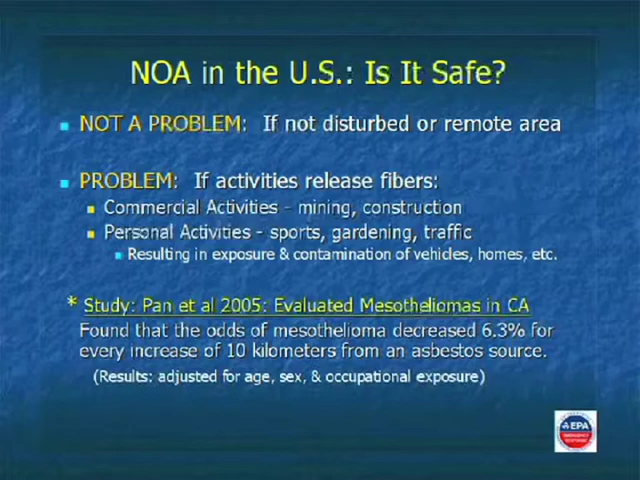 NOA in the U.S.: Is It Safe?
NOT A PROBLEM: If not disturbed or remote area
PROBLEM: If activities release fibers:
Commercial Activities - mining, construction
Personal Activities - sports, gardening, traffic
Resulting in exposure & contamination of vehicles, homes, etc.
* Study: Pan et al 2005: Evaluated Mesotheliomas in CA
Found that the odds of mesothelioma decreased 6.3% for
every increase of 10 kilometers from an asbestos source.
(Results: adjusted for age, sex, & occupational exposure)
EPA